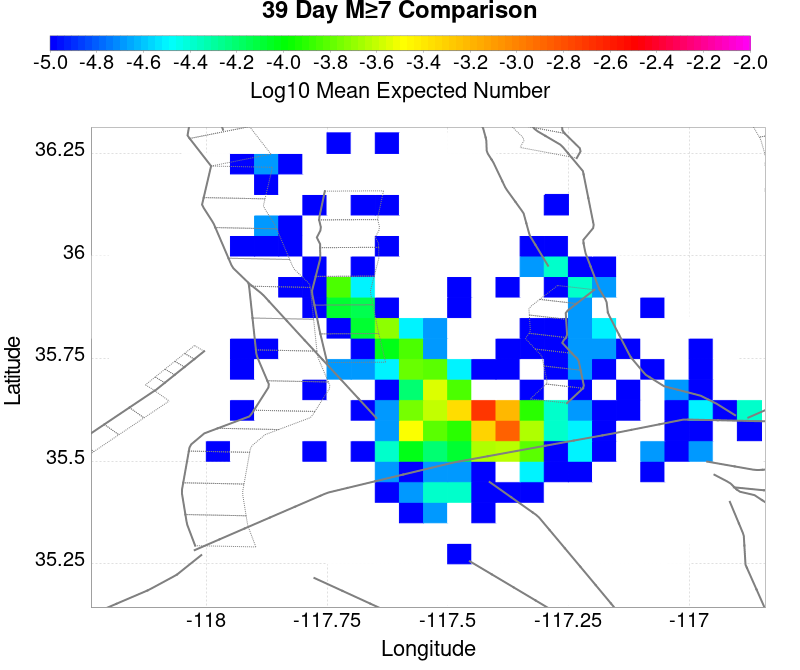 39 Day M≥7 Comparison
-5.0 -4.8 -4.6 -4.4 -4.2 -4.0 -3.8 -3.6 -3.4 -3.2 -3.0 -2.8 -2.6 -2.4 -2.2 -2.0
Log10 Mean Expected Number
36.25
36
35.75
35.5
35.25
Latitude
-118 -117.75 -117.5 -117.25 -117
Longitude